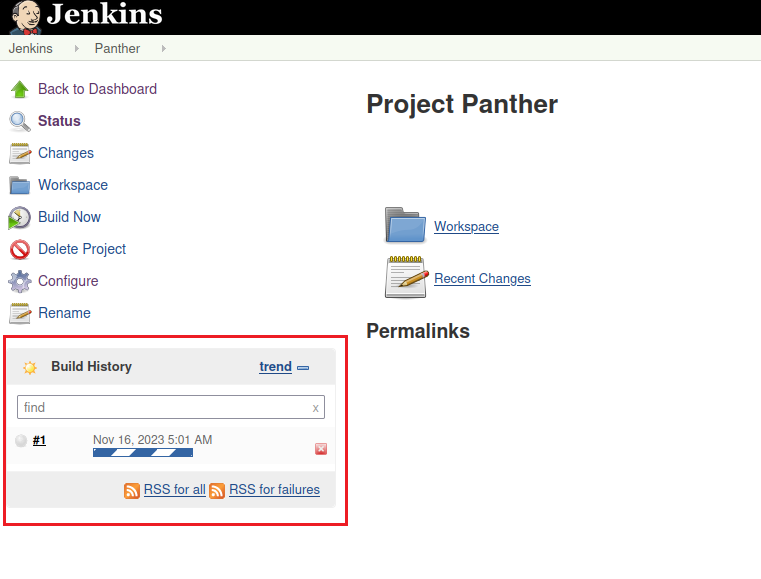 Jenkins
Jenkins Panther
Back to Dashboard
Status
Changes
Workspace
Build Now
Delete Project
Configure
Rename
Build History trend
find x
#1 Nov 16, 2023 5:01 AM
RSS for all RSS for failures
Project Panther
Workspace
Recent Changes
Permalinks